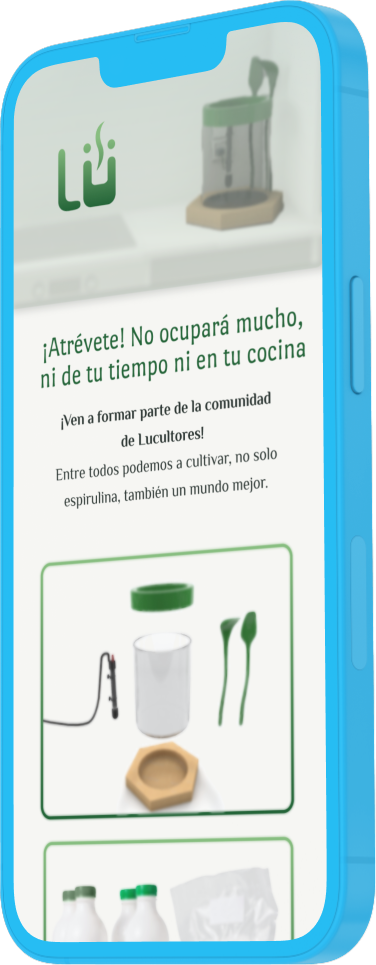 Lü
¡Atrévete! No ocupará mucho,
ni de tu tiempo ni en tu cocina
¡Ven a formar parte de la comunidad
de Lucultores!
Entre todos podemos a cultivar, no solo
espirulina, también un mundo mejor.